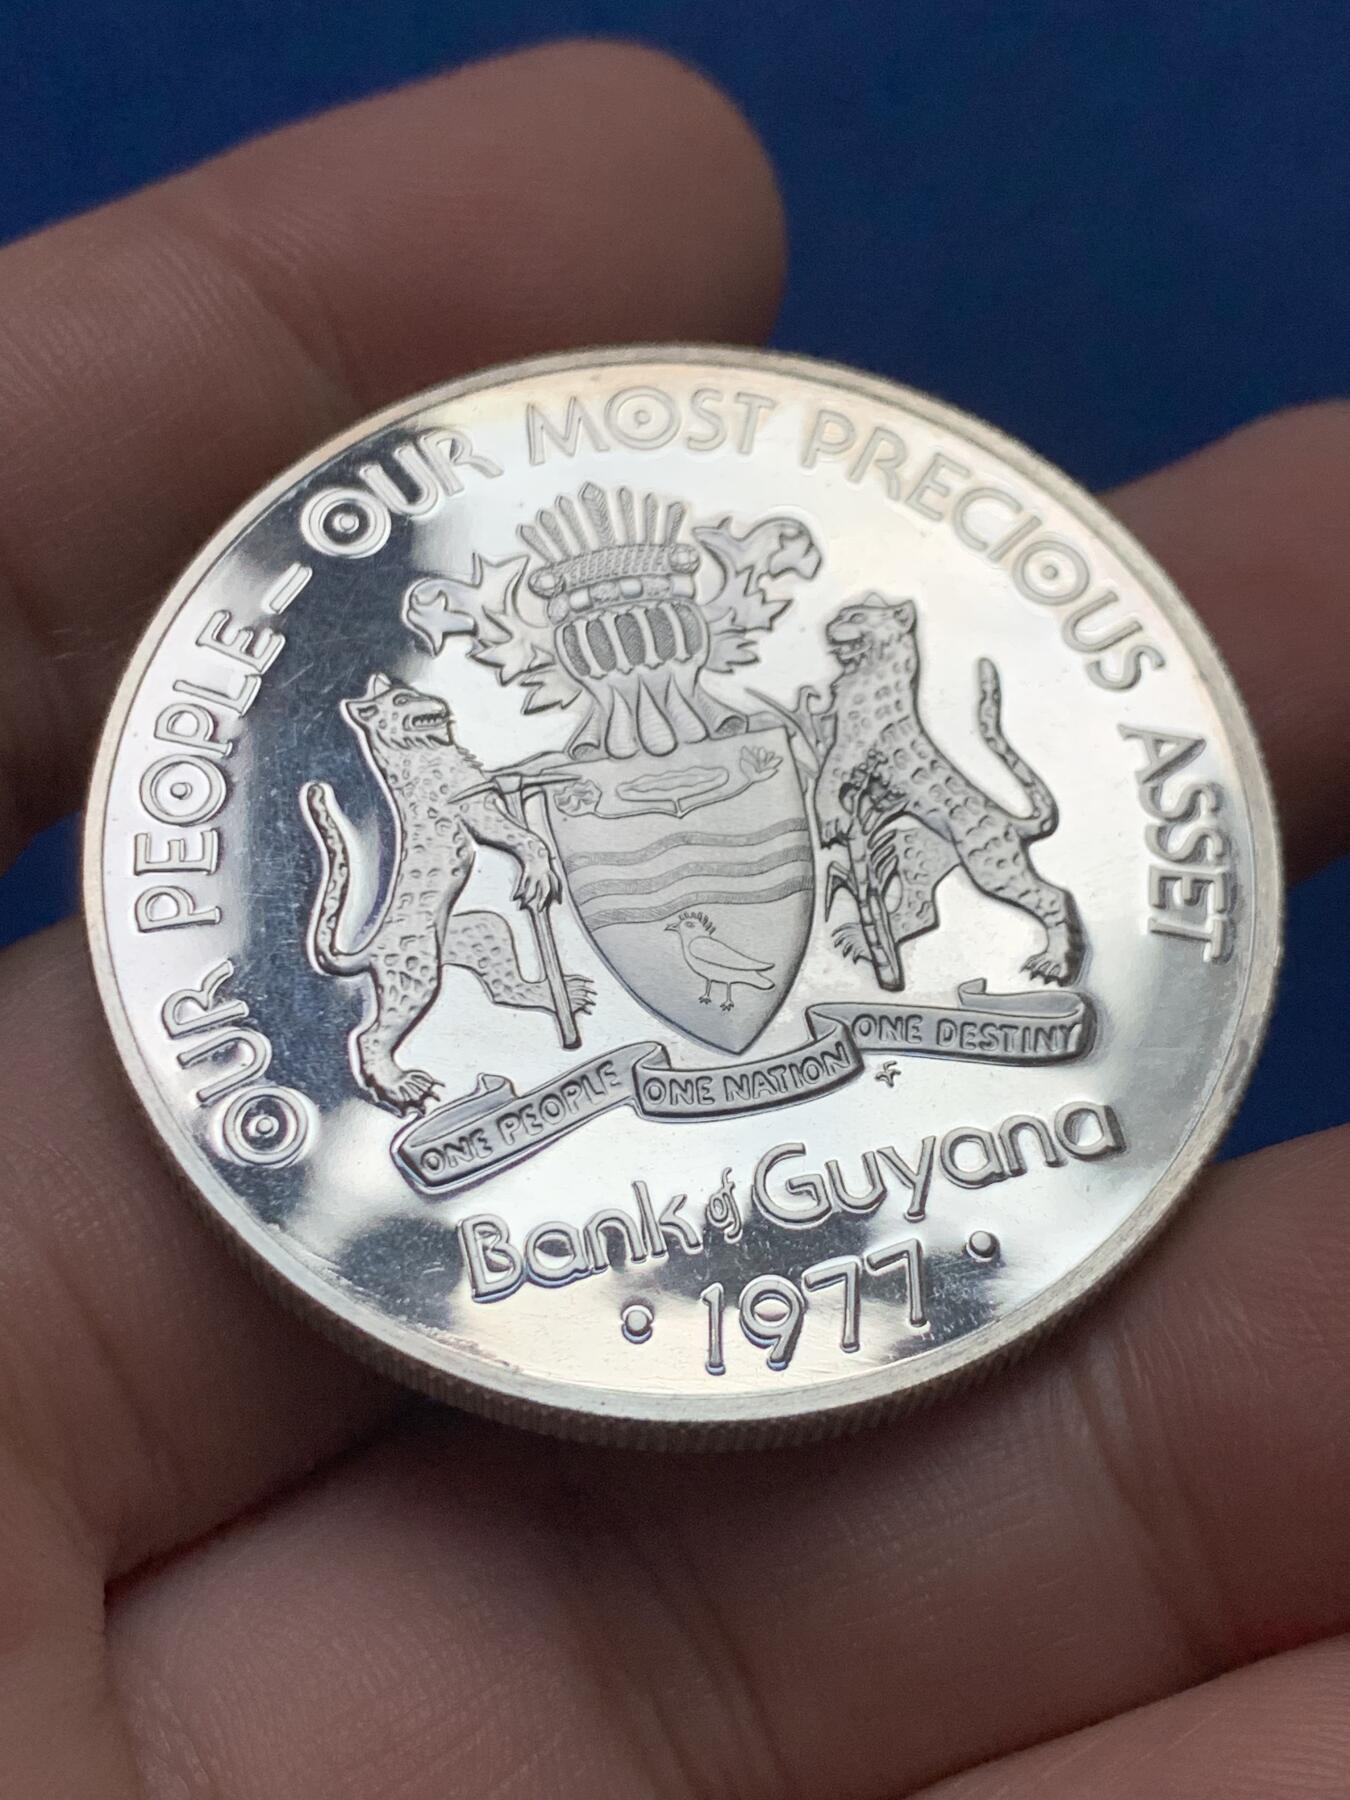 OUR PEOPLE - OUR MOST PRECIOUS ASSET
ONE PEOPLE ONE NATION ONE DESTINY
Bank of Guyana
• 1977 •